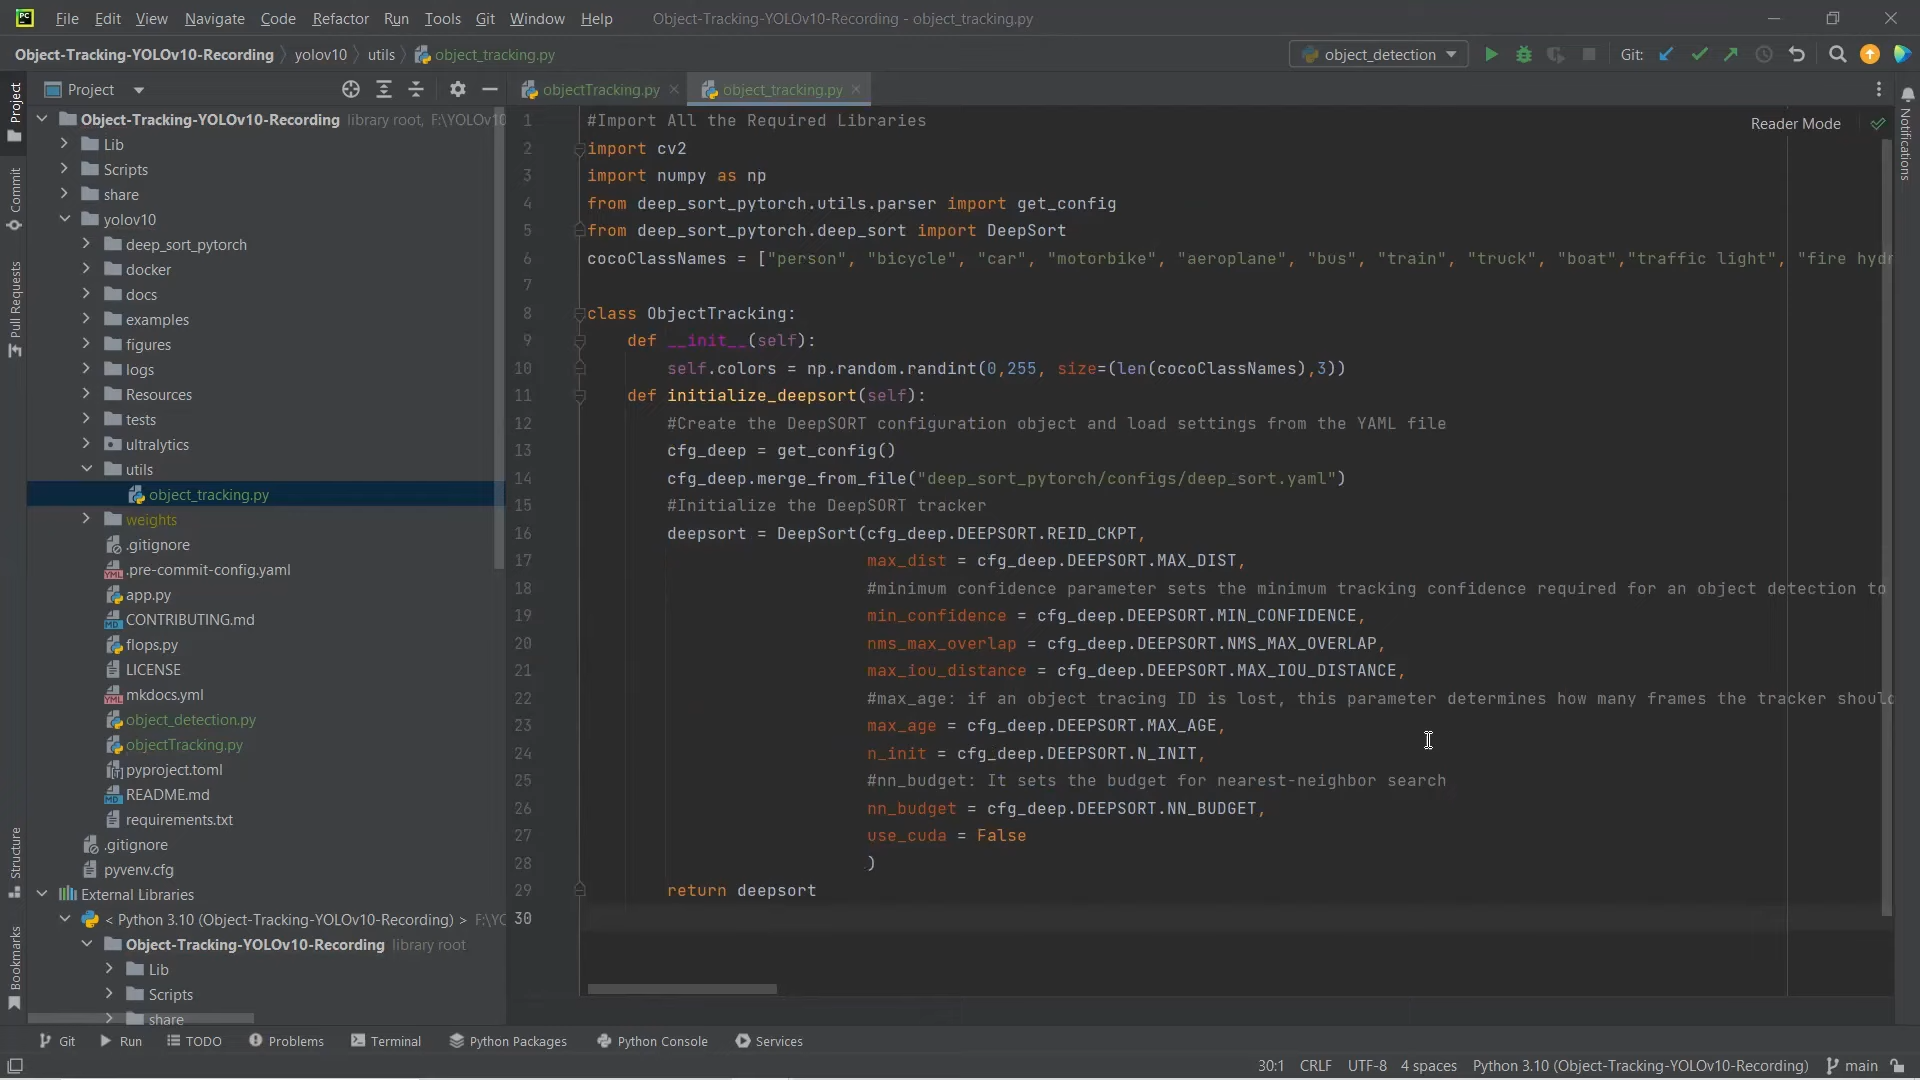 File Edit View Navigate Code Refactor Run Tools Git Window Help Object-Tracking-YOLOv10-Recording - object_tracking.py
Object-Tracking-YOLOv10-Recording yolov10 utils object_tracking.py object_detection Git:
Project objectTracking.py object_tracking.py
Project
Commit
Pull Requests
Structure
Bookmarks
Object-Tracking-YOLOv10-Recording library root, F:\YOLOv10
Lib
Scripts
share
yolov10
deep_sort_pytorch
docker
docs
examples
figures
logs
Resources
tests
ultralytics
utils
object_tracking.py
weights
.gitignore
.pre-commit-config.yaml
app.py
CONTRIBUTING.md
flops.py
LICENSE
mkdocs.yml
object_detection.py
objectTracking.py
pyproject.toml
README.md
requirements.txt
.gitignore
pyvenv.cfg
External Libraries
< Python 3.10 (Object-Tracking-YOLOv10-Recording) > F:\YO
Object-Tracking-YOLOv10-Recording library root
Lib
Scripts
share
Reader Mode
Notifications
1 #Import All the Required Libraries
2 import cv2
3 import numpy as np
4 from deep_sort_pytorch.utils.parser import get_config
5 from deep_sort_pytorch.deep_sort import DeepSort
6 cocoClassNames = ["person", "bicycle", "car", "motorbike", "aeroplane", "bus", "train", "truck", "boat","traffic light", "fire hydr
7
8 class ObjectTracking:
9 def __init__(self):
10 self.colors = np.random.randint(0,255, size=(len(cocoClassNames),3))
11 def initialize_deepsort(self):
12 #Create the DeepSORT configuration object and load settings from the YAML file
13 cfg_deep = get_config()
14 cfg_deep.merge_from_file("deep_sort_pytorch/configs/deep_sort.yaml")
15 #Initialize the DeepSORT tracker
16 deepsort = DeepSort(cfg_deep.DEEPSORT.REID_CKPT,
17 max_dist = cfg_deep.DEEPSORT.MAX_DIST,
18 #minimum confidence parameter sets the minimum tracking confidence required for an object detection to
19 min_confidence = cfg_deep.DEEPSORT.MIN_CONFIDENCE,
20 nms_max_overlap = cfg_deep.DEEPSORT.NMS_MAX_OVERLAP,
21 max_iou_distance = cfg_deep.DEEPSORT.MAX_IOU_DISTANCE,
22 #max_age: if an object tracing ID is lost, this parameter determines how many frames the tracker should
23 max_age = cfg_deep.DEEPSORT.MAX_AGE,
24 n_init = cfg_deep.DEEPSORT.N_INIT,
25 #nn_budget: It sets the budget for nearest-neighbor search
26 nn_budget = cfg_deep.DEEPSORT.NN_BUDGET,
27 use_cuda = False
28 )
29 return deepsort
30
Git Run TODO Problems Terminal Python Packages Python Console Services
30:1 CRLF UTF-8 4 spaces Python 3.10 (Object-Tracking-YOLOv10-Recording) main